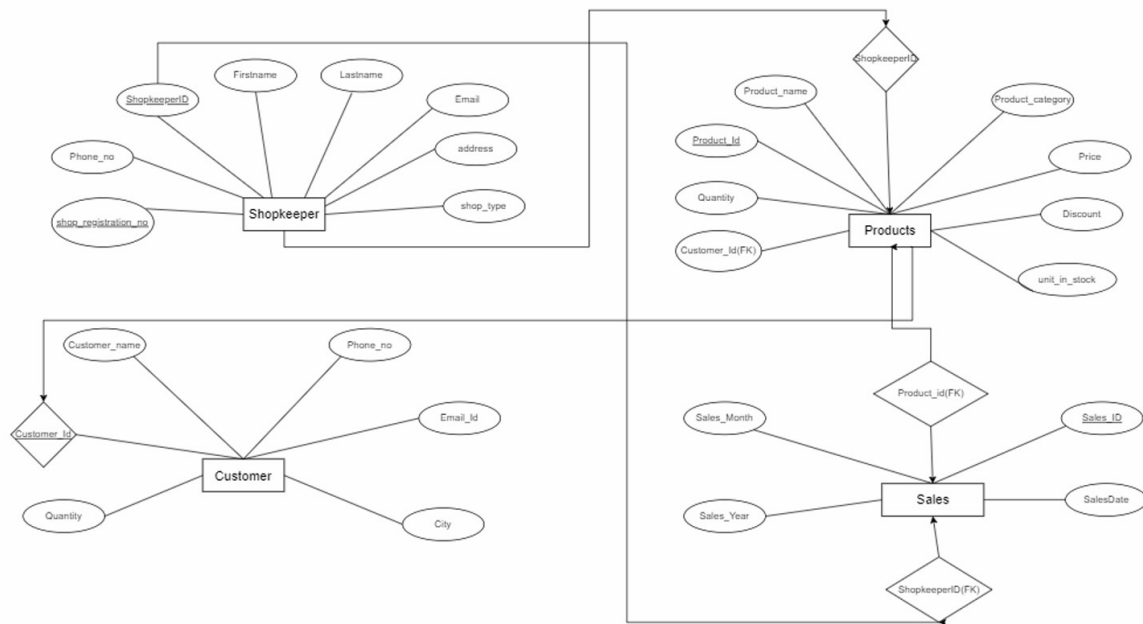 ShopkeeperID
Firstname
Lastname
Email
Phone_no
address
shop_registration_no
shop_type
Shopkeeper
ShopkeeperID
Product_name
Product_category
Product_Id
Price
Quantity
Discount
Customer_Id(FK)
unit_in_stock
Products
Customer_name
Phone_no
Customer_Id
Email_Id
Customer
Quantity
City
Product_id(FK)
Sales_Month
Sales_ID
Sales
Sales_Year
SalesDate
ShopkeeperID(FK)